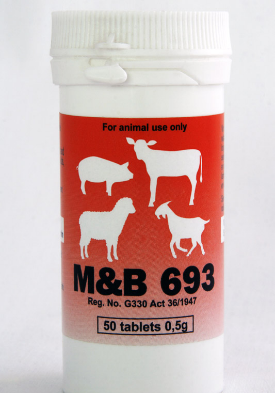 For animal use only
M&B 693
Reg. No. G330 Act 36/1947
50 tablets 0,5g